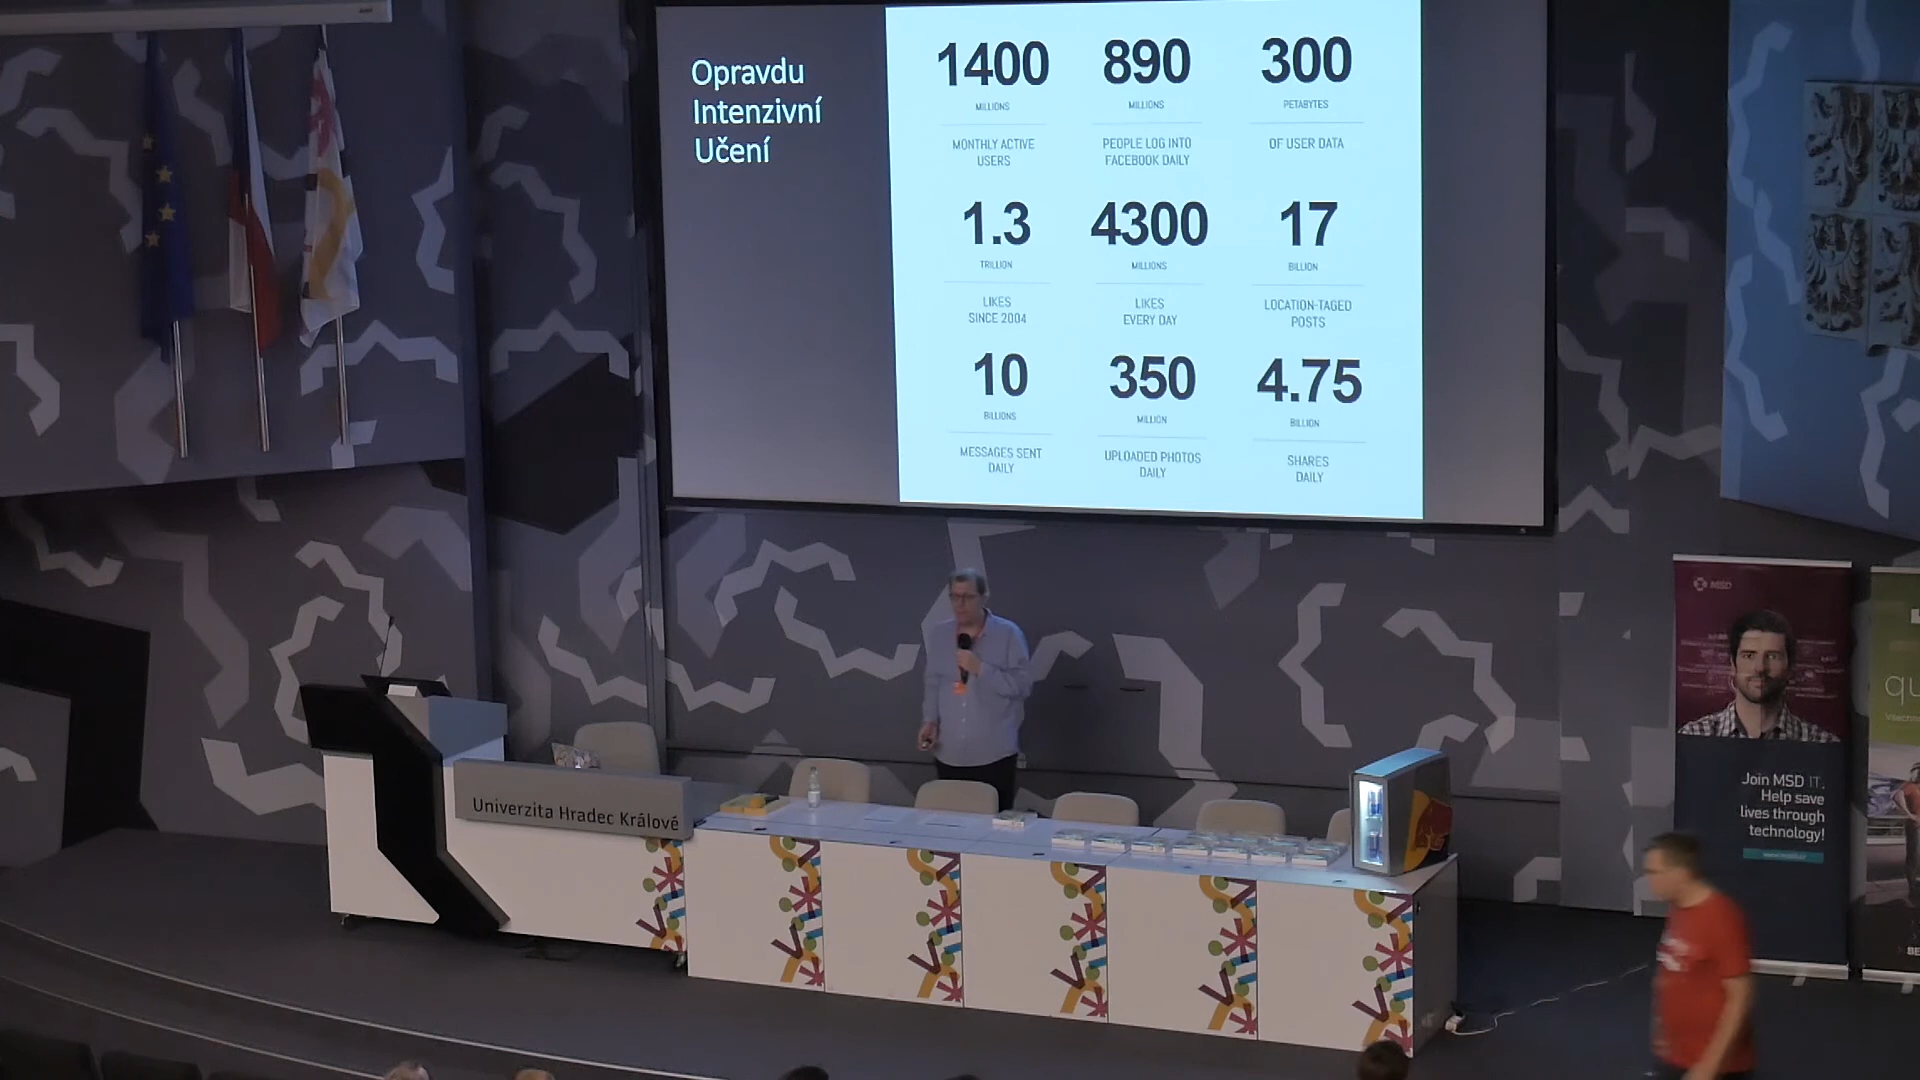 Opravdu
Intenzivní
Učení
1400
MILLIONS
MONTHLY ACTIVE
USERS
890
MILLIONS
PEOPLE LOG INTO
FACEBOOK DAILY
300
PETABYTES
OF USER DATA
1.3
TRILLION
LIKES
SINCE 2004
4300
MILLIONS
LIKES
EVERY DAY
17
BILLION
LOCATION-TAGED
POSTS
10
BILLIONS
MESSAGES SENT
DAILY
350
MILLION
UPLOADED PHOTOS
DAILY
4.75
BILLION
SHARES
DAILY
Univerzita Hradec Králové
MSD
Join MSD IT.
Help save
lives through
technology!
qu